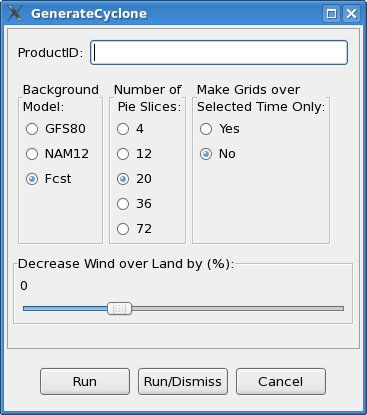 GenerateCyclone
ProductID:
Background Model:
GFS80
NAM12
Fcst
Number of Pie Slices:
4
12
20
36
72
Make Grids over Selected Time Only:
Yes
No
Decrease Wind over Land by (%):
0
Run
Run/Dismiss
Cancel